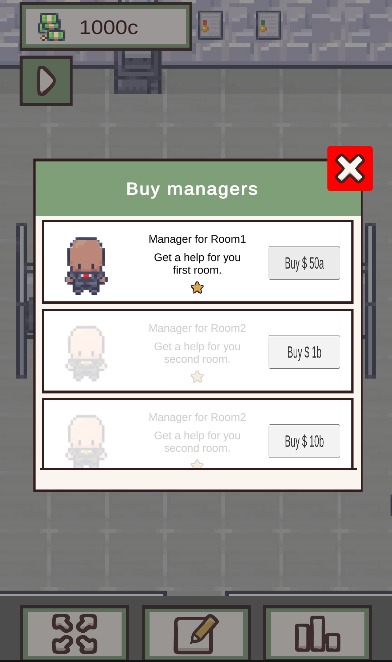 1000c
Buy managers
Manager for Room1
Get a help for you
first room.
Buy $ 50a
Manager for Room2
Get a help for you
second room.
Buy $ 1b
Manager for Room2
Get a help for you
second room.
Buy $ 10b